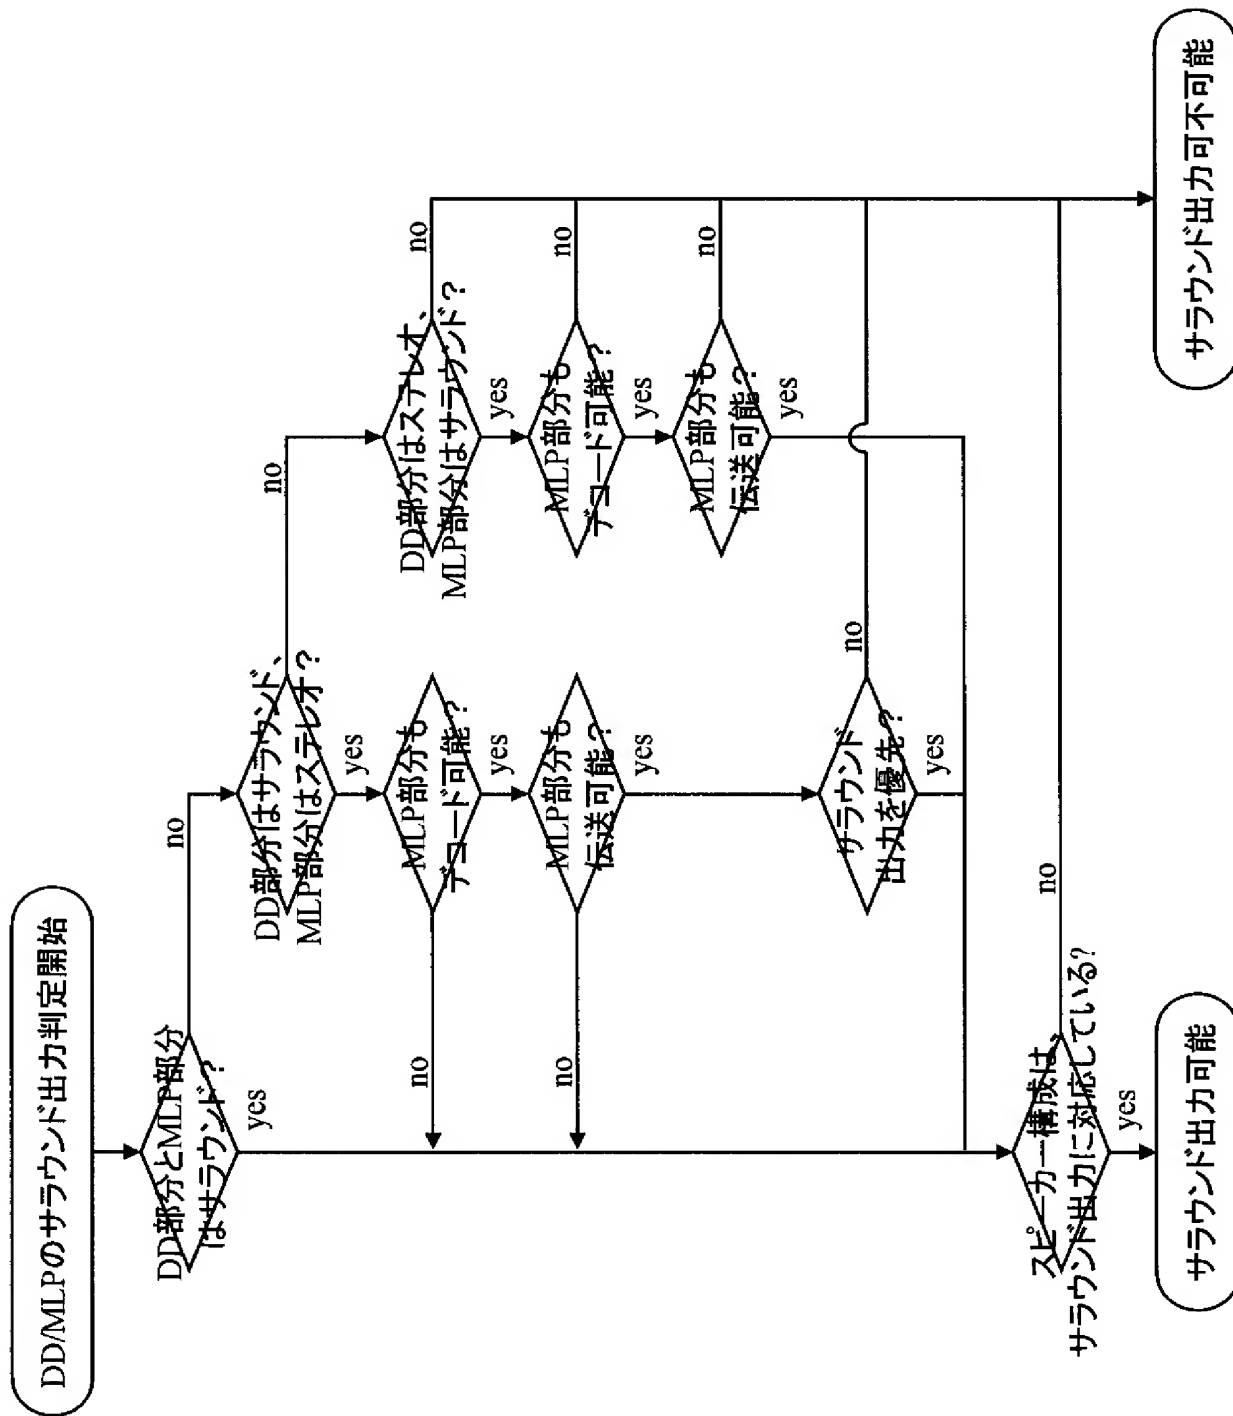 DD/MLPのサラウンド出力判定開始
DD部分とMLP部分
はサラウンド？
no
yes
DD部分はサラウンド、
MLP部分はステレオ？
no
yes
DD部分はステレオ、
MLP部分はサラウンド？
no
yes
MLP部分も
デコード可能？
no
yes
MLP部分も
デコード可能？
no
yes
MLP部分も
伝送可能？
no
yes
MLP部分も
伝送可能？
no
yes
サラウンド
出力を優先？
no
yes
スピーカー構成は、
サラウンド出力に対応している?
no
yes
サラウンド出力可能
サラウンド出力可不可能